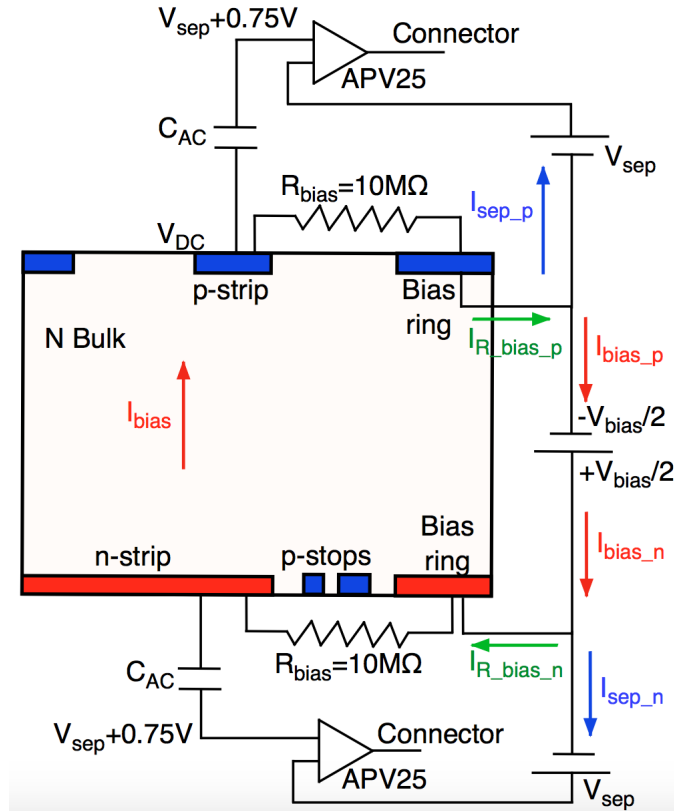 Vsep+0.75V
Connector
APV25
CAC
Vsep
Rbias=10MΩ
Isep_p
VDC
p-strip
Bias
ring
N Bulk
IR_bias_p
Ibias_p
Ibias
-Vbias/2
+Vbias/2
n-strip
p-stops
Bias
ring
Ibias_n
Rbias=10MΩ
IR_bias_n
CAC
Isep_n
Vsep+0.75V
Connector
APV25
Vsep